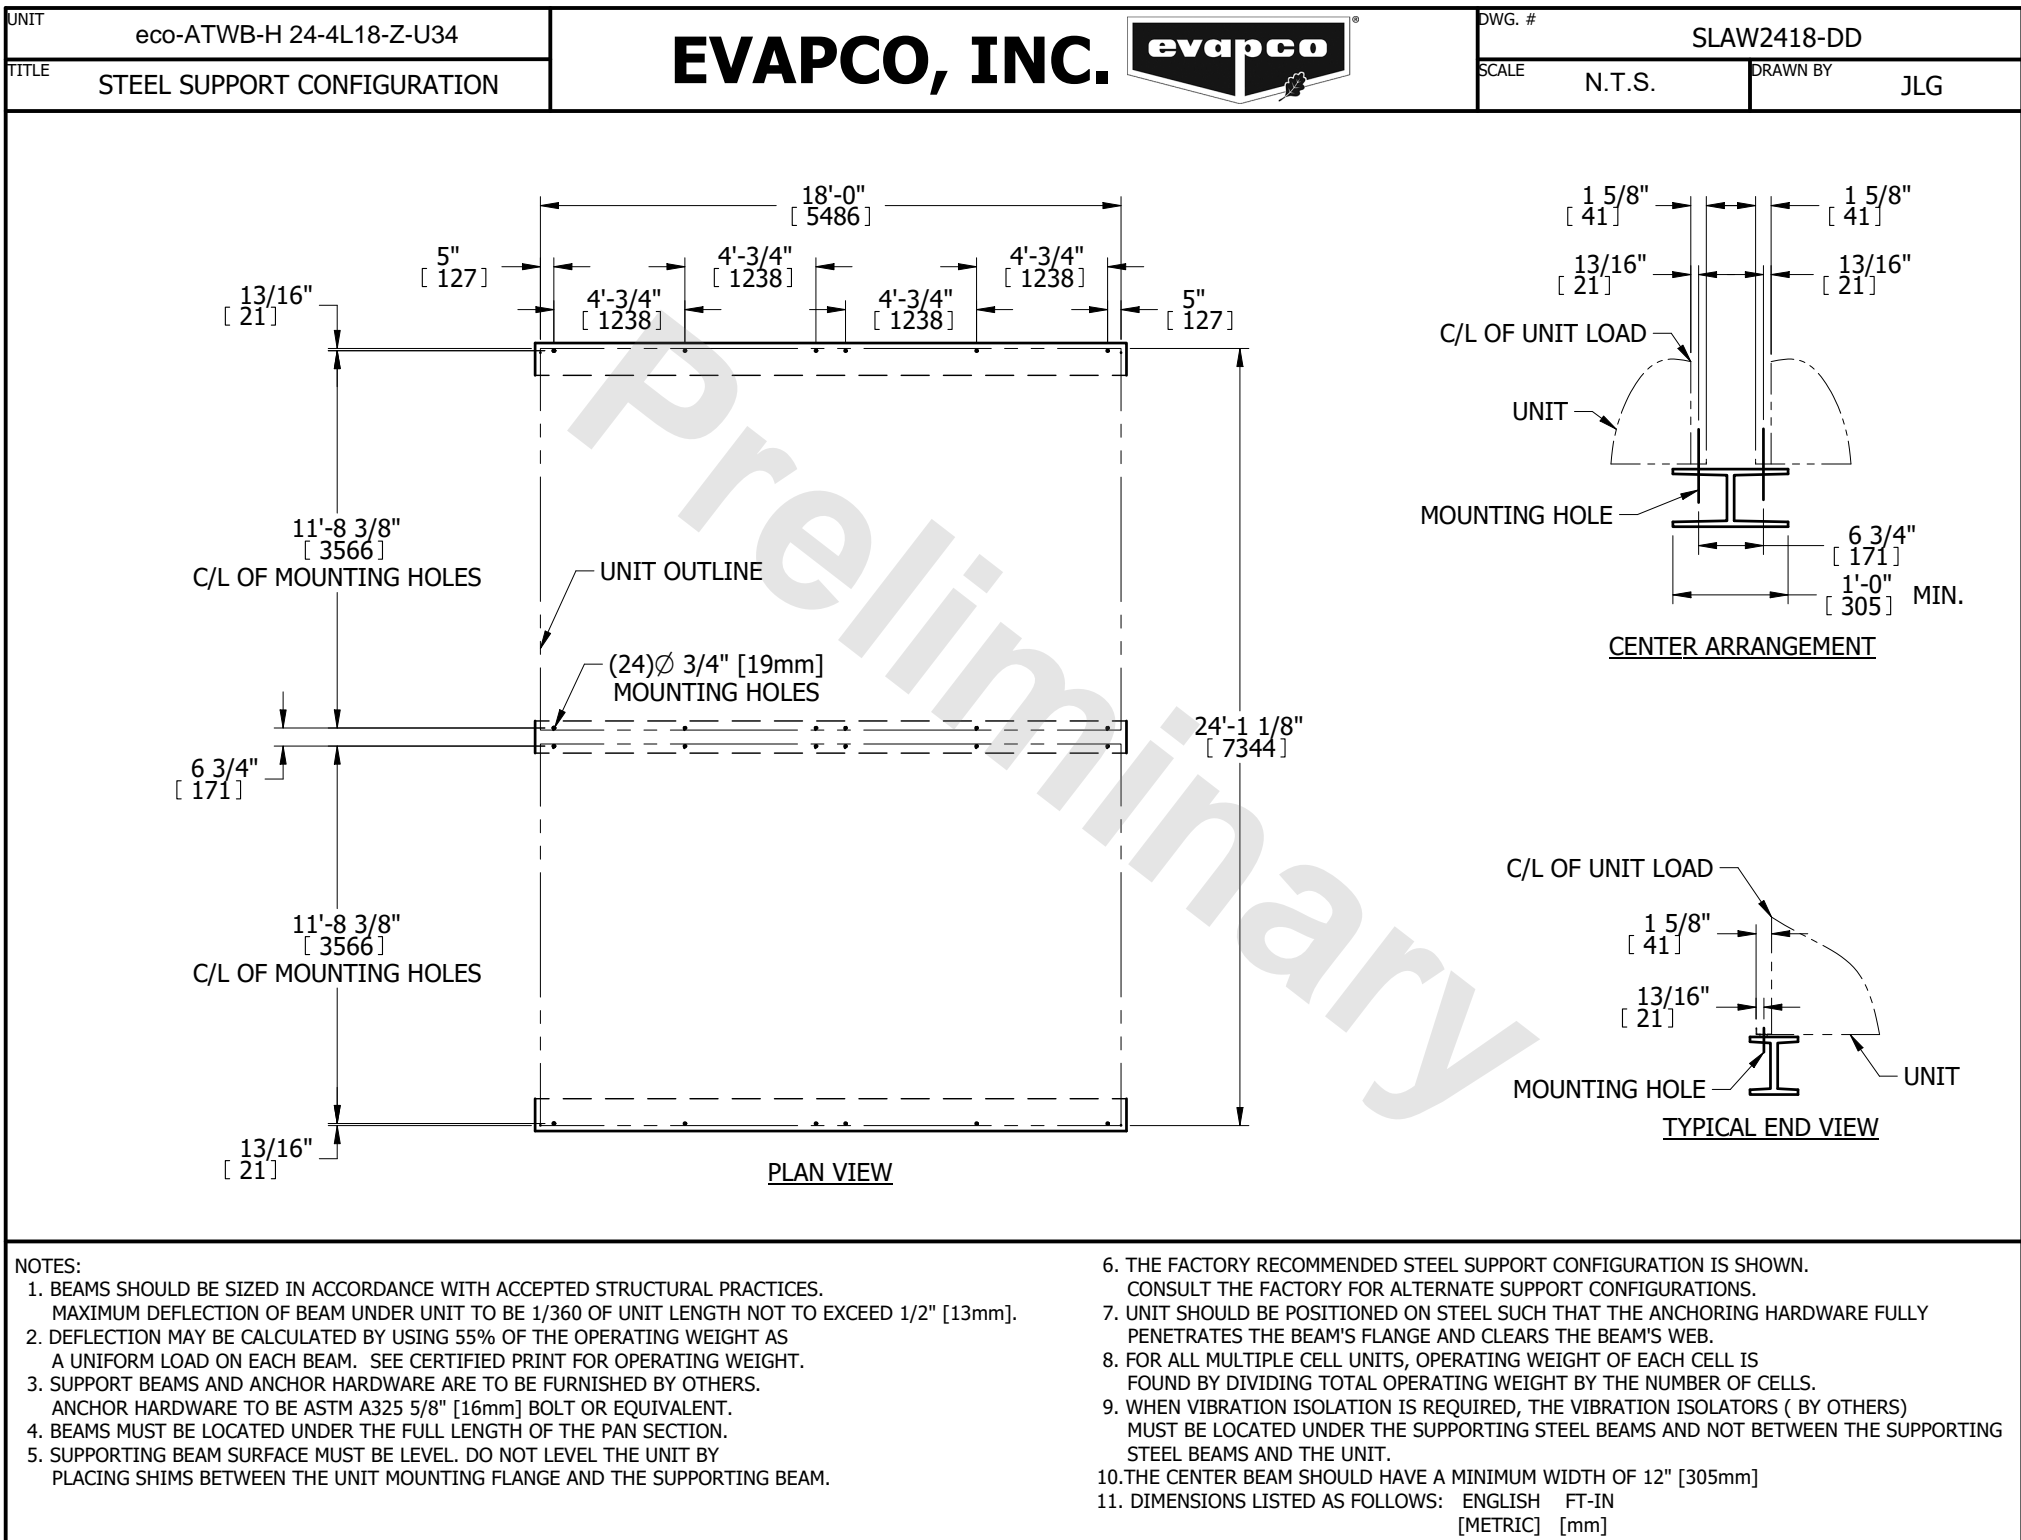 UNIT
eco-ATWB-H 24-4L18-Z-U34
TITLE
STEEL SUPPORT CONFIGURATION
EVAPCO, INC.
evapco
®
DWG. #
SLAW2418-DD
SCALE
N.T.S.
DRAWN BY
JLG
18'-0"
[ 5486 ]
5"
[ 127 ]
4'-3/4"
[ 1238 ]
4'-3/4"
[ 1238 ]
13/16"
[ 21 ]
4'-3/4"
[ 1238 ]
4'-3/4"
[ 1238 ]
5"
[ 127 ]
11'-8 3/8"
[ 3566 ]
C/L OF MOUNTING HOLES
UNIT OUTLINE
(24)∅ 3/4" [19mm]
MOUNTING HOLES
24'-1 1/8"
[ 7344 ]
6 3/4"
[ 171 ]
11'-8 3/8"
[ 3566 ]
C/L OF MOUNTING HOLES
13/16"
[ 21 ]
PLAN VIEW
Preliminary
1 5/8"
[ 41 ]
1 5/8"
[ 41 ]
13/16"
[ 21 ]
13/16"
[ 21 ]
C/L OF UNIT LOAD
UNIT
MOUNTING HOLE
6 3/4"
[ 171 ]
1'-0"
[ 305 ]
MIN.
CENTER ARRANGEMENT
C/L OF UNIT LOAD
1 5/8"
[ 41 ]
13/16"
[ 21 ]
MOUNTING HOLE
UNIT
TYPICAL END VIEW
NOTES:
1. BEAMS SHOULD BE SIZED IN ACCORDANCE WITH ACCEPTED STRUCTURAL PRACTICES.
MAXIMUM DEFLECTION OF BEAM UNDER UNIT TO BE 1/360 OF UNIT LENGTH NOT TO EXCEED 1/2" [13mm].
2. DEFLECTION MAY BE CALCULATED BY USING 55% OF THE OPERATING WEIGHT AS
A UNIFORM LOAD ON EACH BEAM. SEE CERTIFIED PRINT FOR OPERATING WEIGHT.
3. SUPPORT BEAMS AND ANCHOR HARDWARE ARE TO BE FURNISHED BY OTHERS.
ANCHOR HARDWARE TO BE ASTM A325 5/8" [16mm] BOLT OR EQUIVALENT.
4. BEAMS MUST BE LOCATED UNDER THE FULL LENGTH OF THE PAN SECTION.
5. SUPPORTING BEAM SURFACE MUST BE LEVEL. DO NOT LEVEL THE UNIT BY
PLACING SHIMS BETWEEN THE UNIT MOUNTING FLANGE AND THE SUPPORTING BEAM.
6. THE FACTORY RECOMMENDED STEEL SUPPORT CONFIGURATION IS SHOWN.
CONSULT THE FACTORY FOR ALTERNATE SUPPORT CONFIGURATIONS.
7. UNIT SHOULD BE POSITIONED ON STEEL SUCH THAT THE ANCHORING HARDWARE FULLY
PENETRATES THE BEAM'S FLANGE AND CLEARS THE BEAM'S WEB.
8. FOR ALL MULTIPLE CELL UNITS, OPERATING WEIGHT OF EACH CELL IS
FOUND BY DIVIDING TOTAL OPERATING WEIGHT BY THE NUMBER OF CELLS.
9. WHEN VIBRATION ISOLATION IS REQUIRED, THE VIBRATION ISOLATORS ( BY OTHERS)
MUST BE LOCATED UNDER THE SUPPORTING STEEL BEAMS AND NOT BETWEEN THE SUPPORTING
STEEL BEAMS AND THE UNIT.
10.THE CENTER BEAM SHOULD HAVE A MINIMUM WIDTH OF 12" [305mm]
11. DIMENSIONS LISTED AS FOLLOWS: ENGLISH FT-IN
[METRIC] [mm]